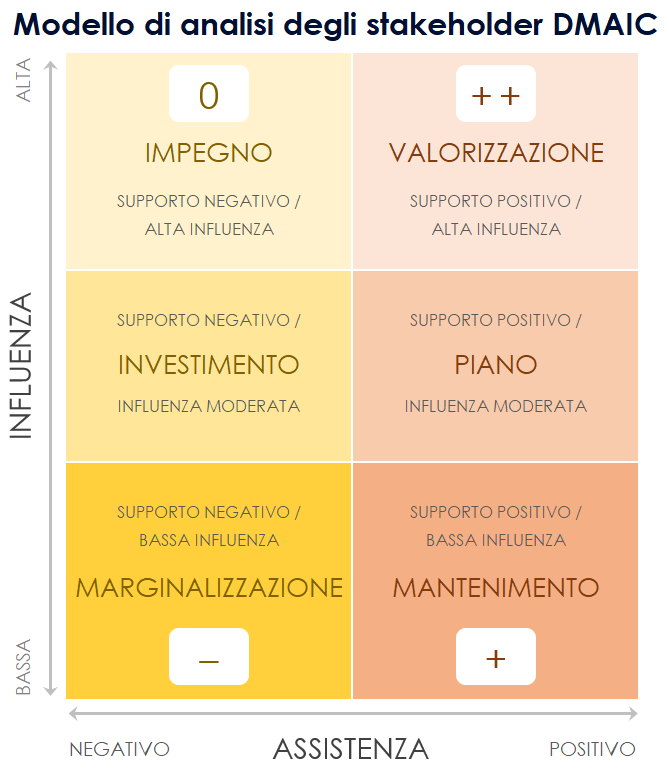 Modello di analisi degli stakeholder DMAIC
ALTA
INFLUENZA
BASSA
0
IMPEGNO
SUPPORTO NEGATIVO /
ALTA INFLUENZA
++
VALORIZZAZIONE
SUPPORTO POSITIVO /
ALTA INFLUENZA
SUPPORTO NEGATIVO /
INVESTIMENTO
INFLUENZA MODERATA
SUPPORTO POSITIVO /
PIANO
INFLUENZA MODERATA
SUPPORTO NEGATIVO /
BASSA INFLUENZA
MARGINALIZZAZIONE
–
SUPPORTO POSITIVO /
BASSA INFLUENZA
MANTENIMENTO
+
NEGATIVO
ASSISTENZA
POSITIVO